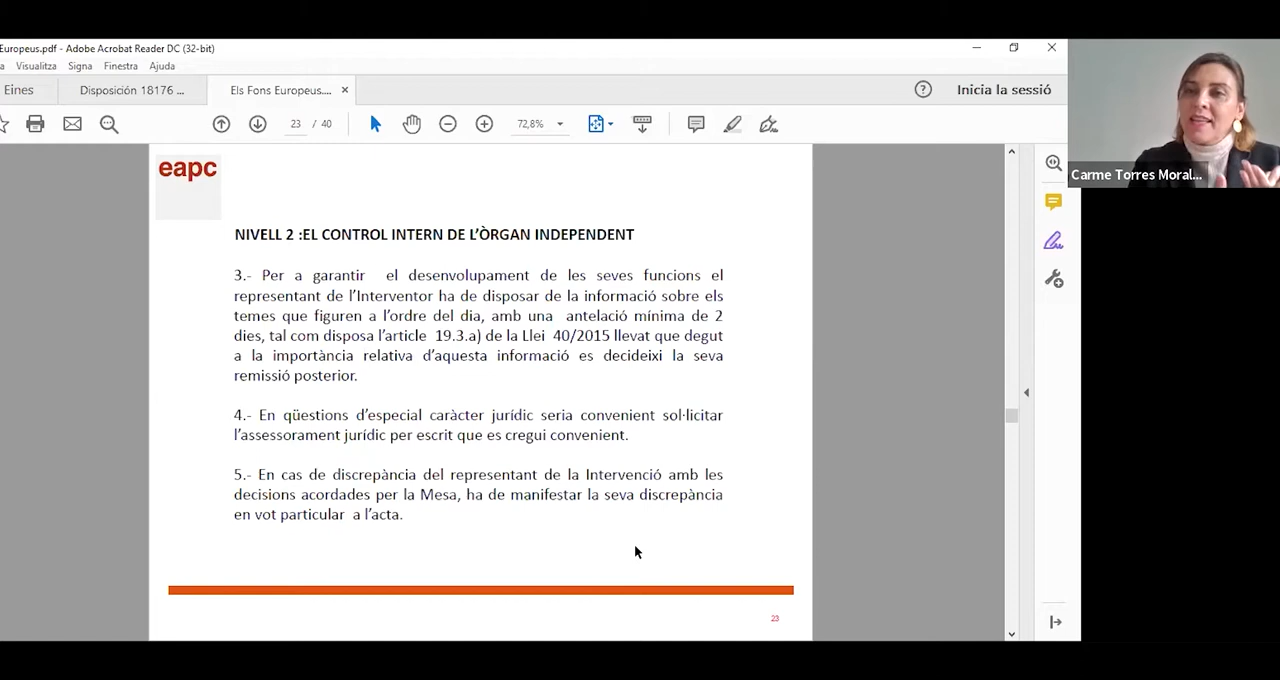 Europeus.pdf - Adobe Acrobat Reader DC (32-bit)
a Visualitza Signa Finestra Ajuda
Eines Disposición 18176 ... Els Fons Europeus.... Inicia la sessió
23 / 40 72,8%
Carme Torres Moral...
eapc
NIVELL 2 :EL CONTROL INTERN DE L’ÒRGAN INDEPENDENT
3.- Per a garantir el desenvolupament de les seves funcions el
representant de l’Interventor ha de disposar de la informació sobre els
temes que figuren a l’ordre del dia, amb una antelació mínima de 2
dies, tal com disposa l’article 19.3.a) de la Llei 40/2015 llevat que degut
a la importància relativa d’aquesta informació es decideixi la seva
remissió posterior.
4.- En qüestions d’especial caràcter jurídic seria convenient sol·licitar
l’assessorament jurídic per escrit que es cregui convenient.
5.- En cas de discrepància del representant de la Intervenció amb les
decisions acordades per la Mesa, ha de manifestar la seva discrepància
en vot particular a l’acta.
23